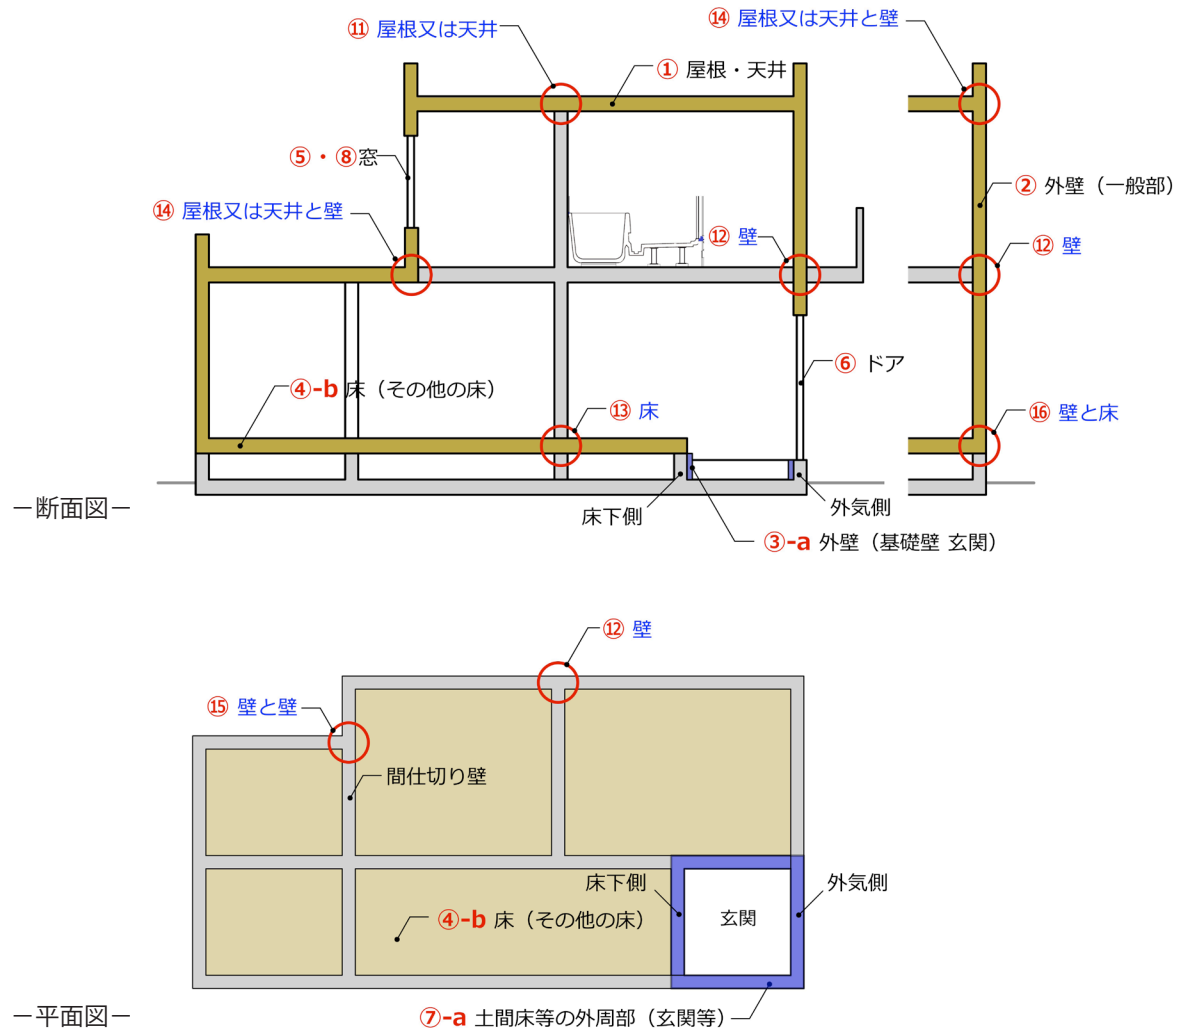 ⑪ 屋根又は天井
⑭ 屋根又は天井と壁
① 屋根・天井
⑤・⑧窓
② 外壁（一般部）
⑭ 屋根又は天井と壁
⑫ 壁
⑫ 壁
⑥ ドア
④-b 床（その他の床）
⑬ 床
⑯ 壁と床
－断面図－
床下側
外気側
③-a 外壁（基礎壁 玄関）
⑫ 壁
⑮ 壁と壁
間仕切り壁
床下側
外気側
④-b 床（その他の床）
玄関
－平面図－
⑦-a 土間床等の外周部（玄関等）